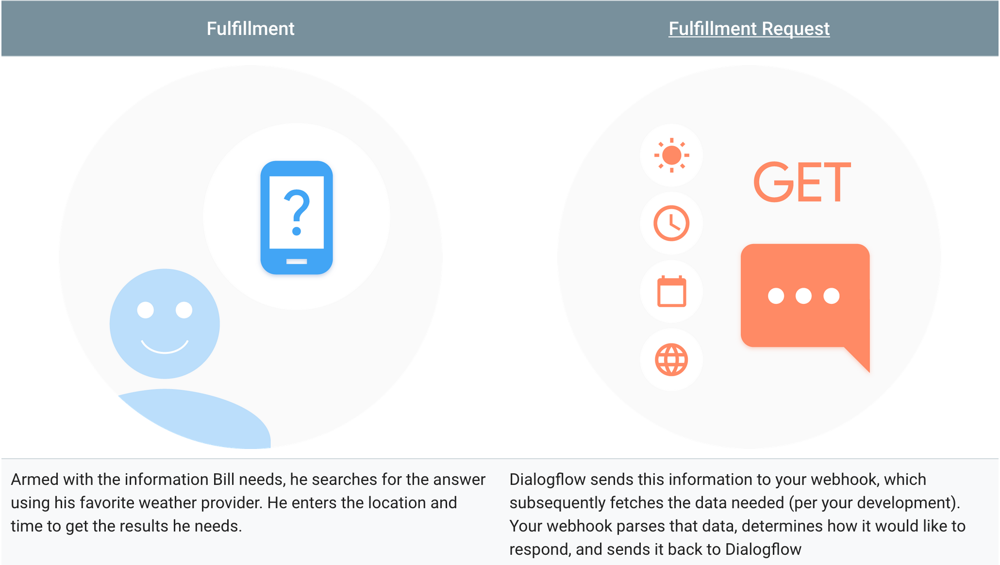 Fulfillment
Fulfillment Request
?
GET
Armed with the information Bill needs, he searches for the answer
using his favorite weather provider. He enters the location and
time to get the results he needs.
Dialogflow sends this information to your webhook, which
subsequently fetches the data needed (per your development).
Your webhook parses that data, determines how it would like to
respond, and sends it back to Dialogflow